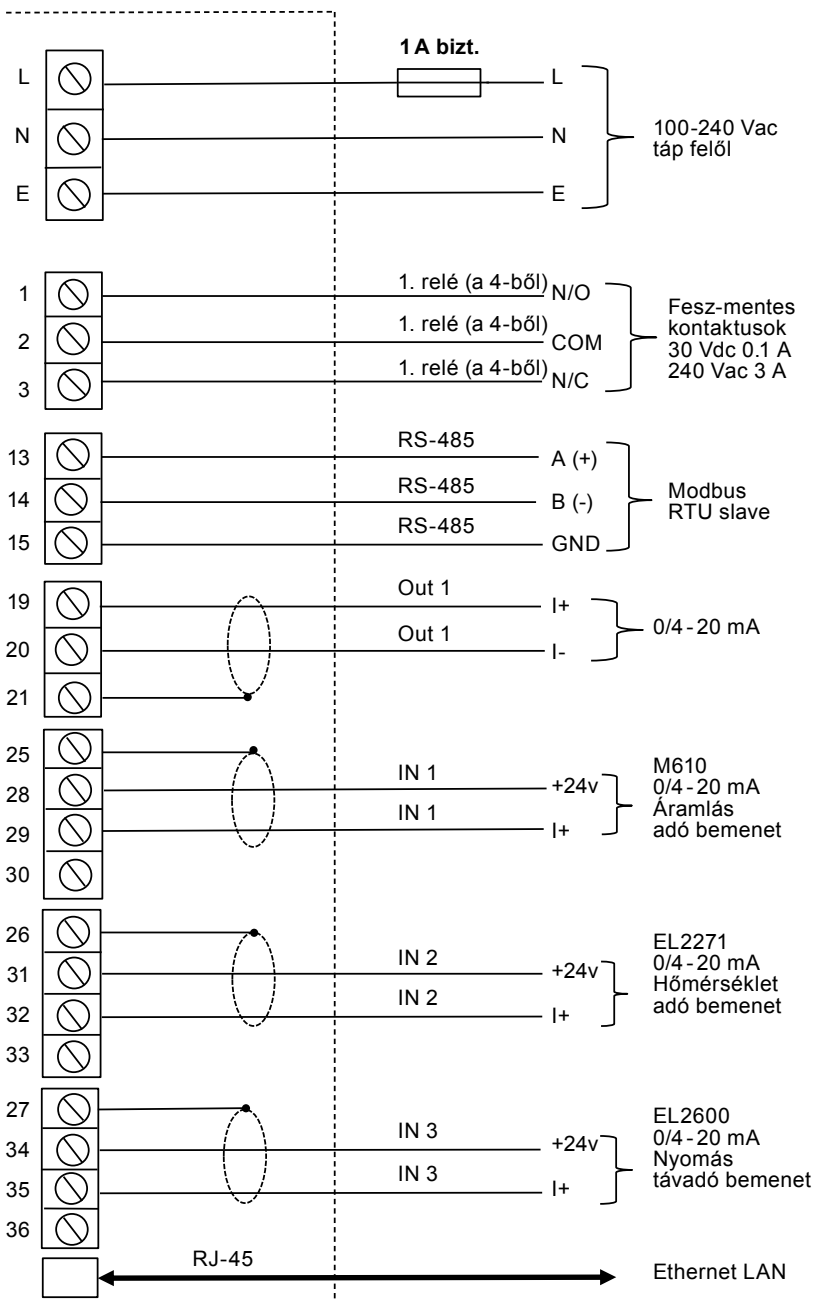 1 A bizt.
L L
N N
E E
100-240 Vac
táp felől
1 1. relé (a 4-ből) N/O
2 1. relé (a 4-ből) COM
3 1. relé (a 4-ből) N/C
Fesz-mentes
kontaktusok
30 Vdc 0.1 A
240 Vac 3 A
13 RS-485 A (+)
14 RS-485 B (-)
15 RS-485 GND
Modbus
RTU slave
19 Out 1 I+
20 Out 1 I-
21
0/4-20 mA
25
28 IN 1 +24v
29 IN 1 I+
30
M610
0/4-20 mA
Áramlás
adó bemenet
26
31 IN 2 +24v
32 IN 2 I+
33
EL2271
0/4-20 mA
Hőmérséklet
adó bemenet
27
34 IN 3 +24v
35 IN 3 I+
36
EL2600
0/4-20 mA
Nyomás
távadó bemenet
RJ-45 Ethernet LAN